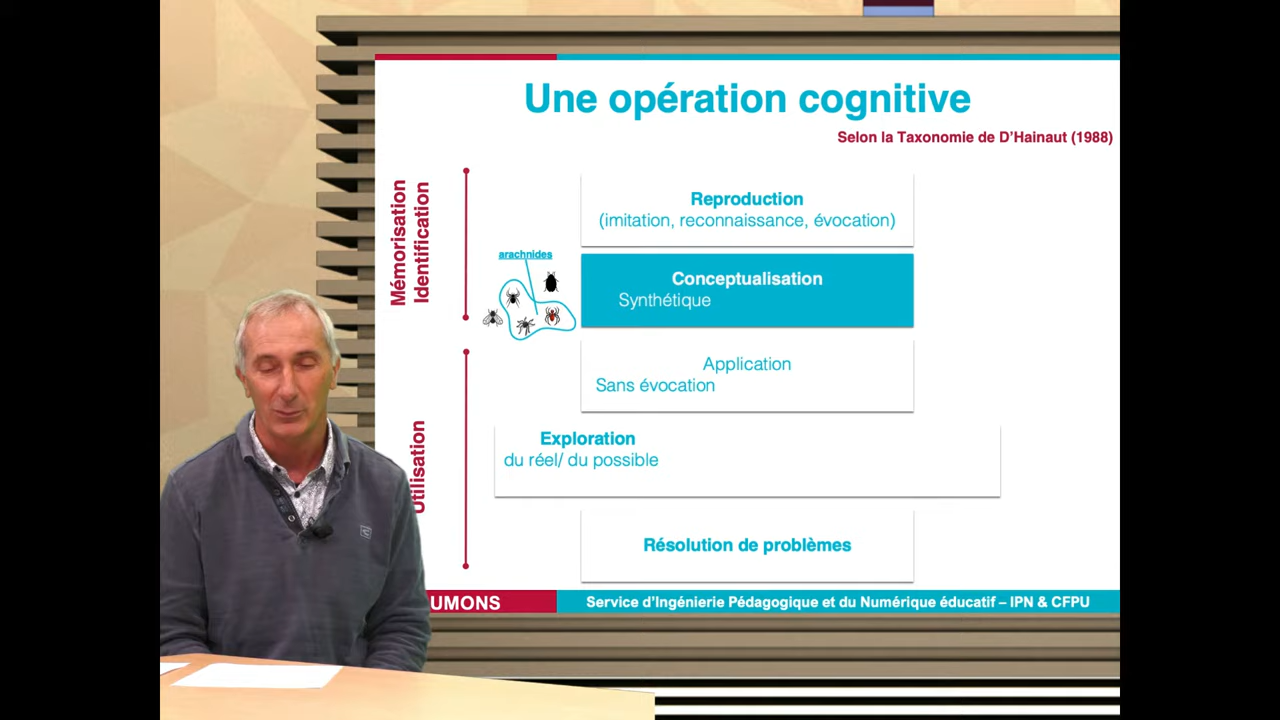 Une opération cognitive
Selon la Taxonomie de D'Hainaut (1988)
Mémorisation
Identification
Reproduction
(imitation, reconnaissance, évocation)
arachnides
Conceptualisation
Synthétique
Application
Sans évocation
Utilisation
Exploration
du réel/ du possible
Résolution de problèmes
UMONS
Service d'Ingénierie Pédagogique et du Numérique éducatif – IPN & CFPU